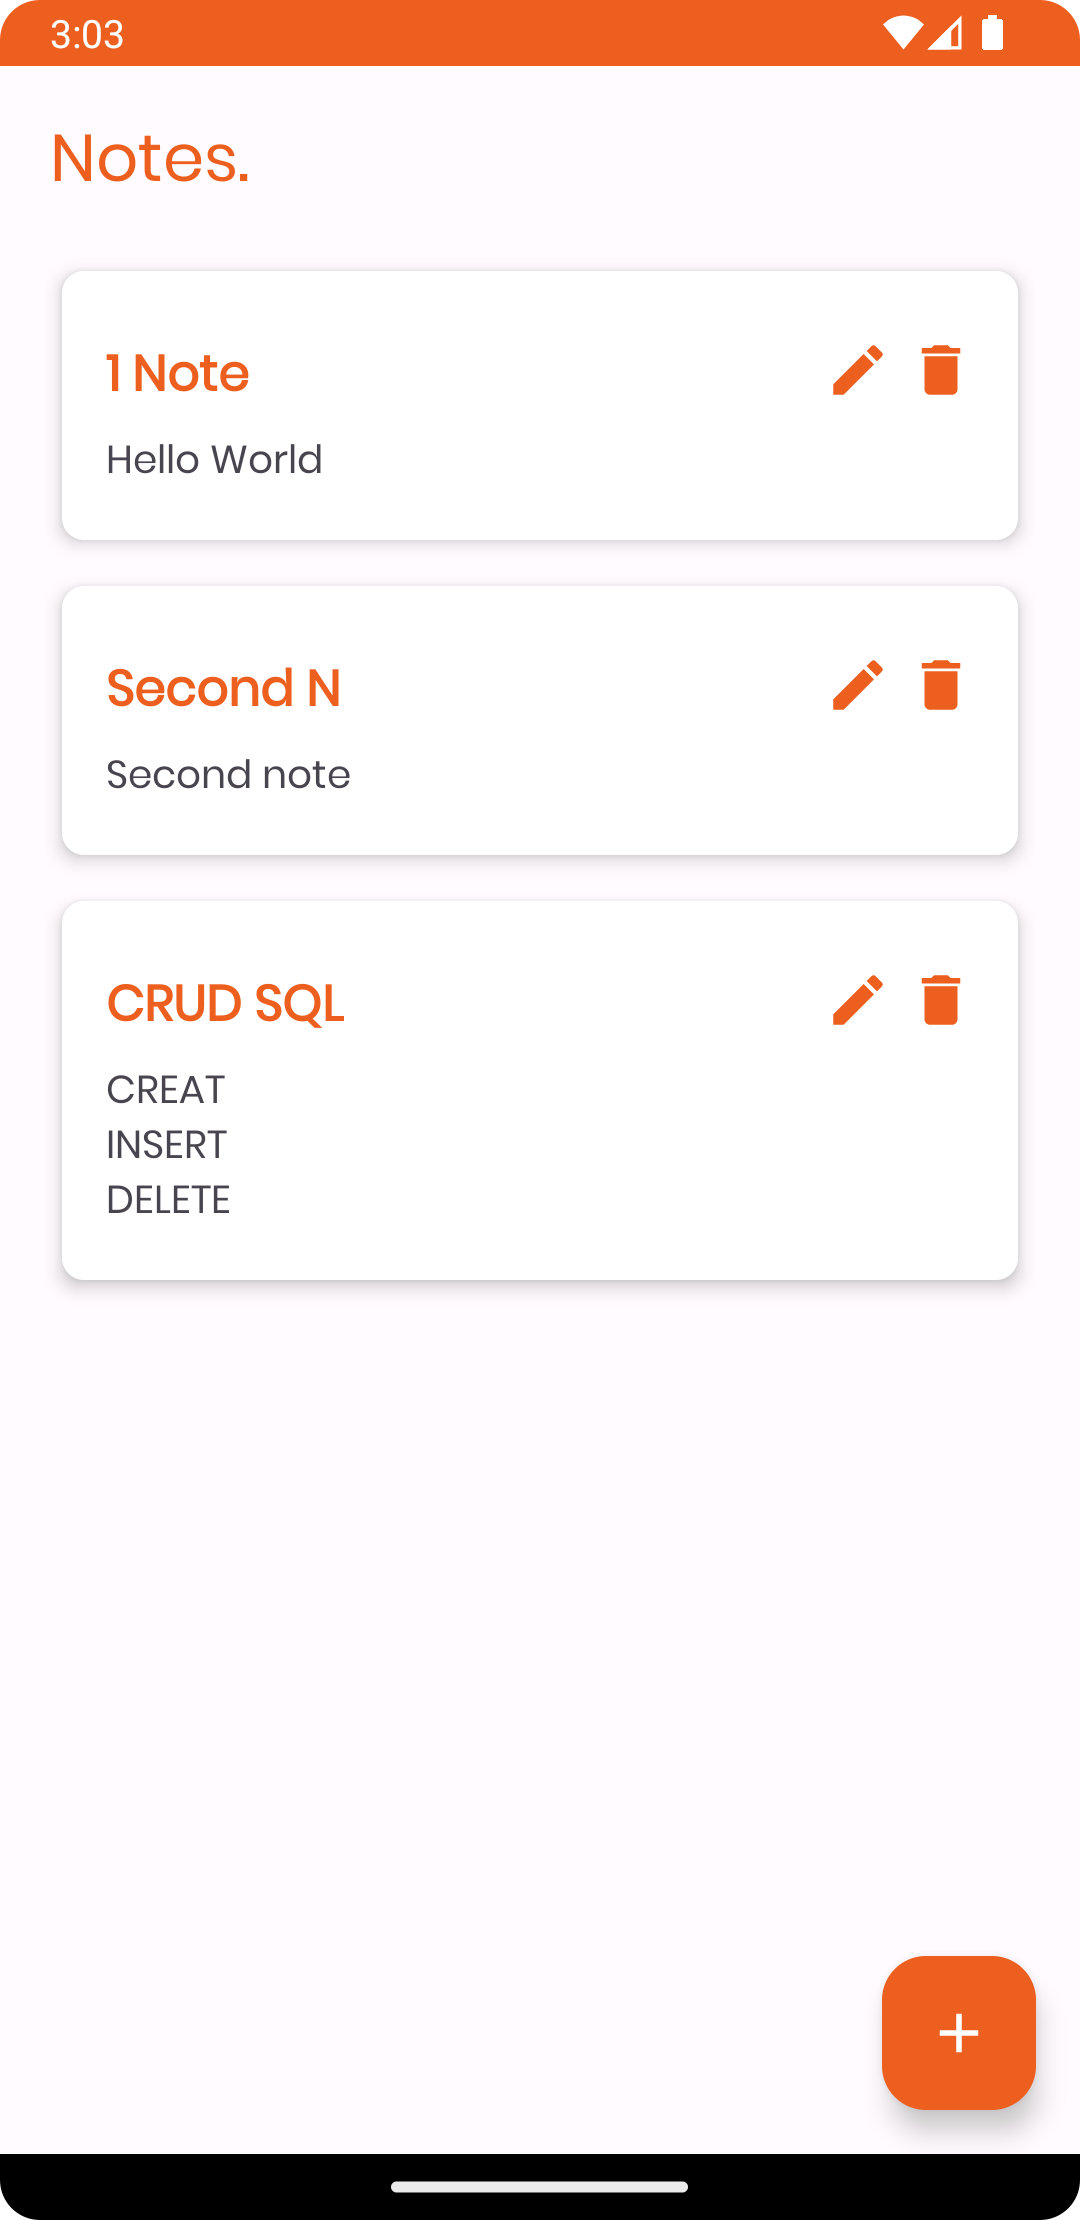 3:03
Notes.
1 Note
Hello World
Second N
Second note
CRUD SQL
CREAT
INSERT
DELETE